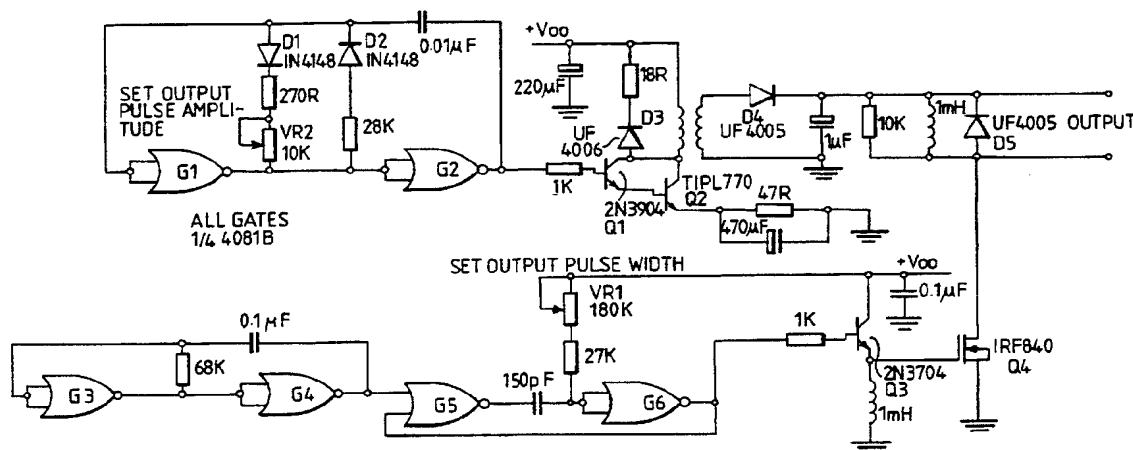 D1
IN4148
D2
IN4148
0.01µF
+VDD
SET OUTPUT
PULSE AMPLI-
TUDE
270R
VR2
10K
28K
220µF
18R
D3
UF
4006
D4
UF4005
1µF
10K
1mH
UF4005
D5
OUTPUT
G1
G2
1K
2N3904
Q1
TIPL770
Q2
47R
470µF
ALL GATES
1/4 4081B
SET OUTPUT PULSE WIDTH
VR1
180K
+VDD
0.1µF
0.1µF
68K
27K
150pF
1K
2N3704
Q3
1mH
IRF840
Q4
G3
G4
G5
G6